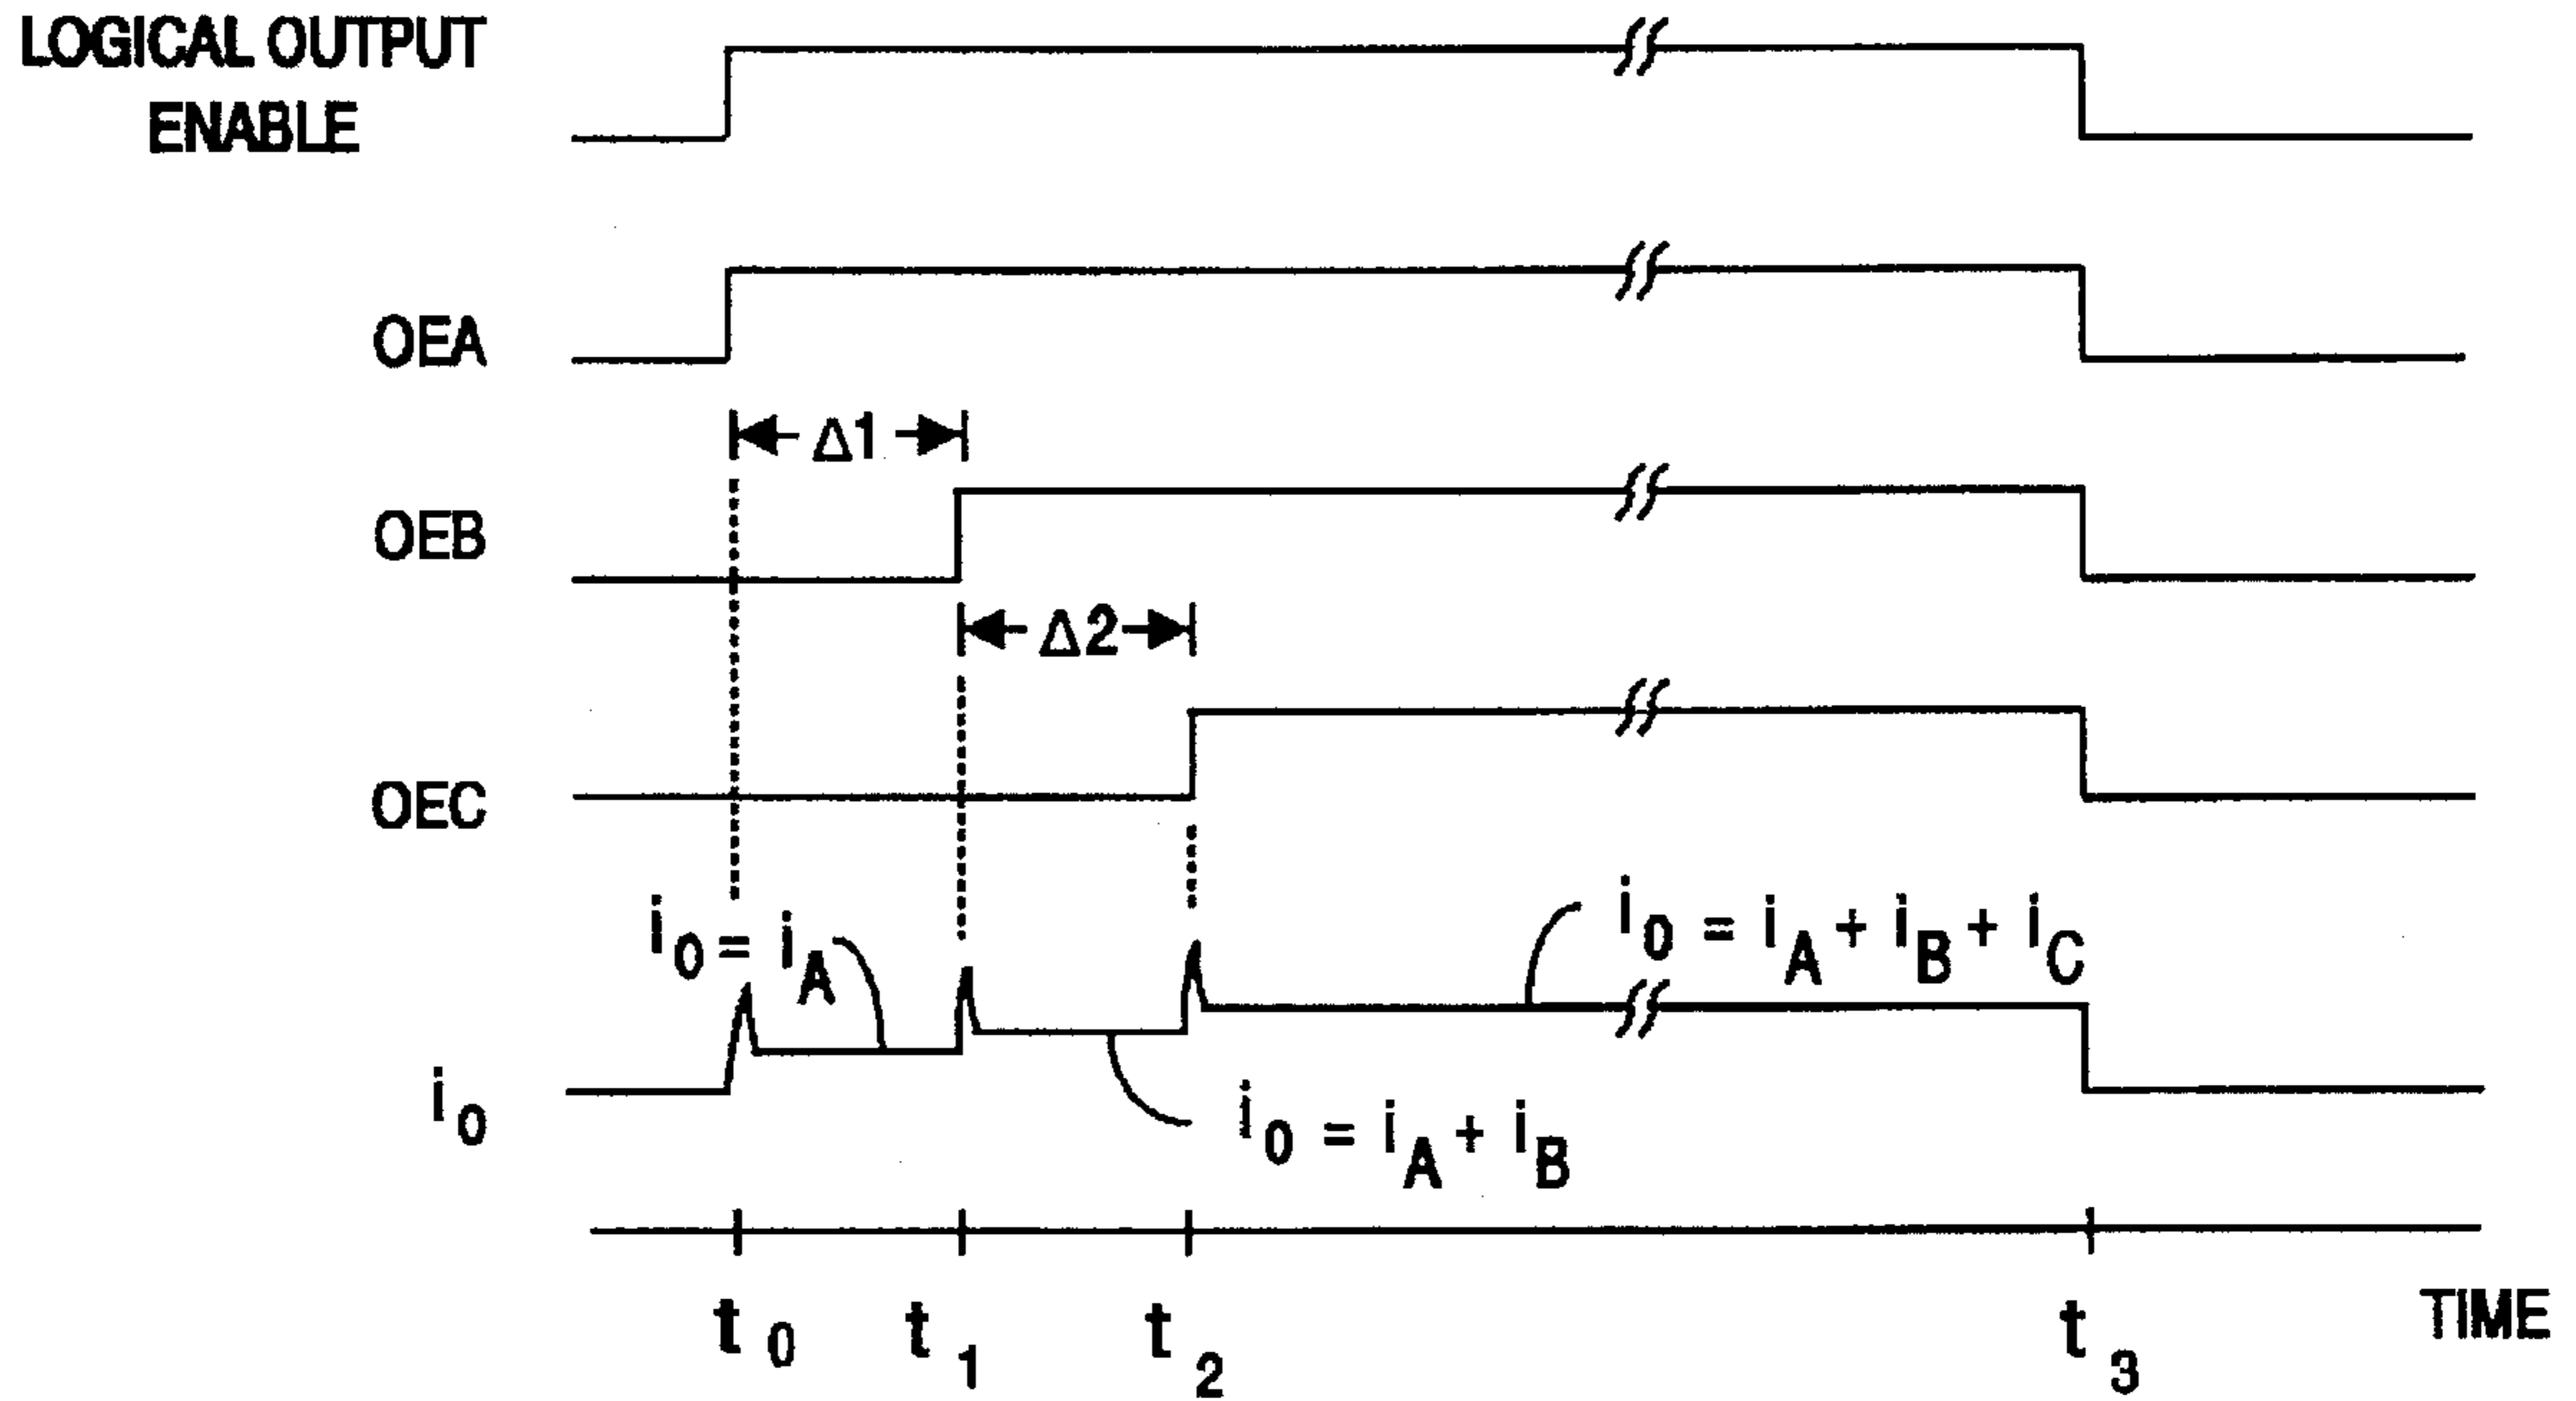 LOGICAL OUTPUT
ENABLE
OEA
Δ1
OEB
Δ2
OEC
i0 = iA
i0 = iA + iB + iC
i0
i0 = iA + iB
t0 t1 t2 t3 TIME